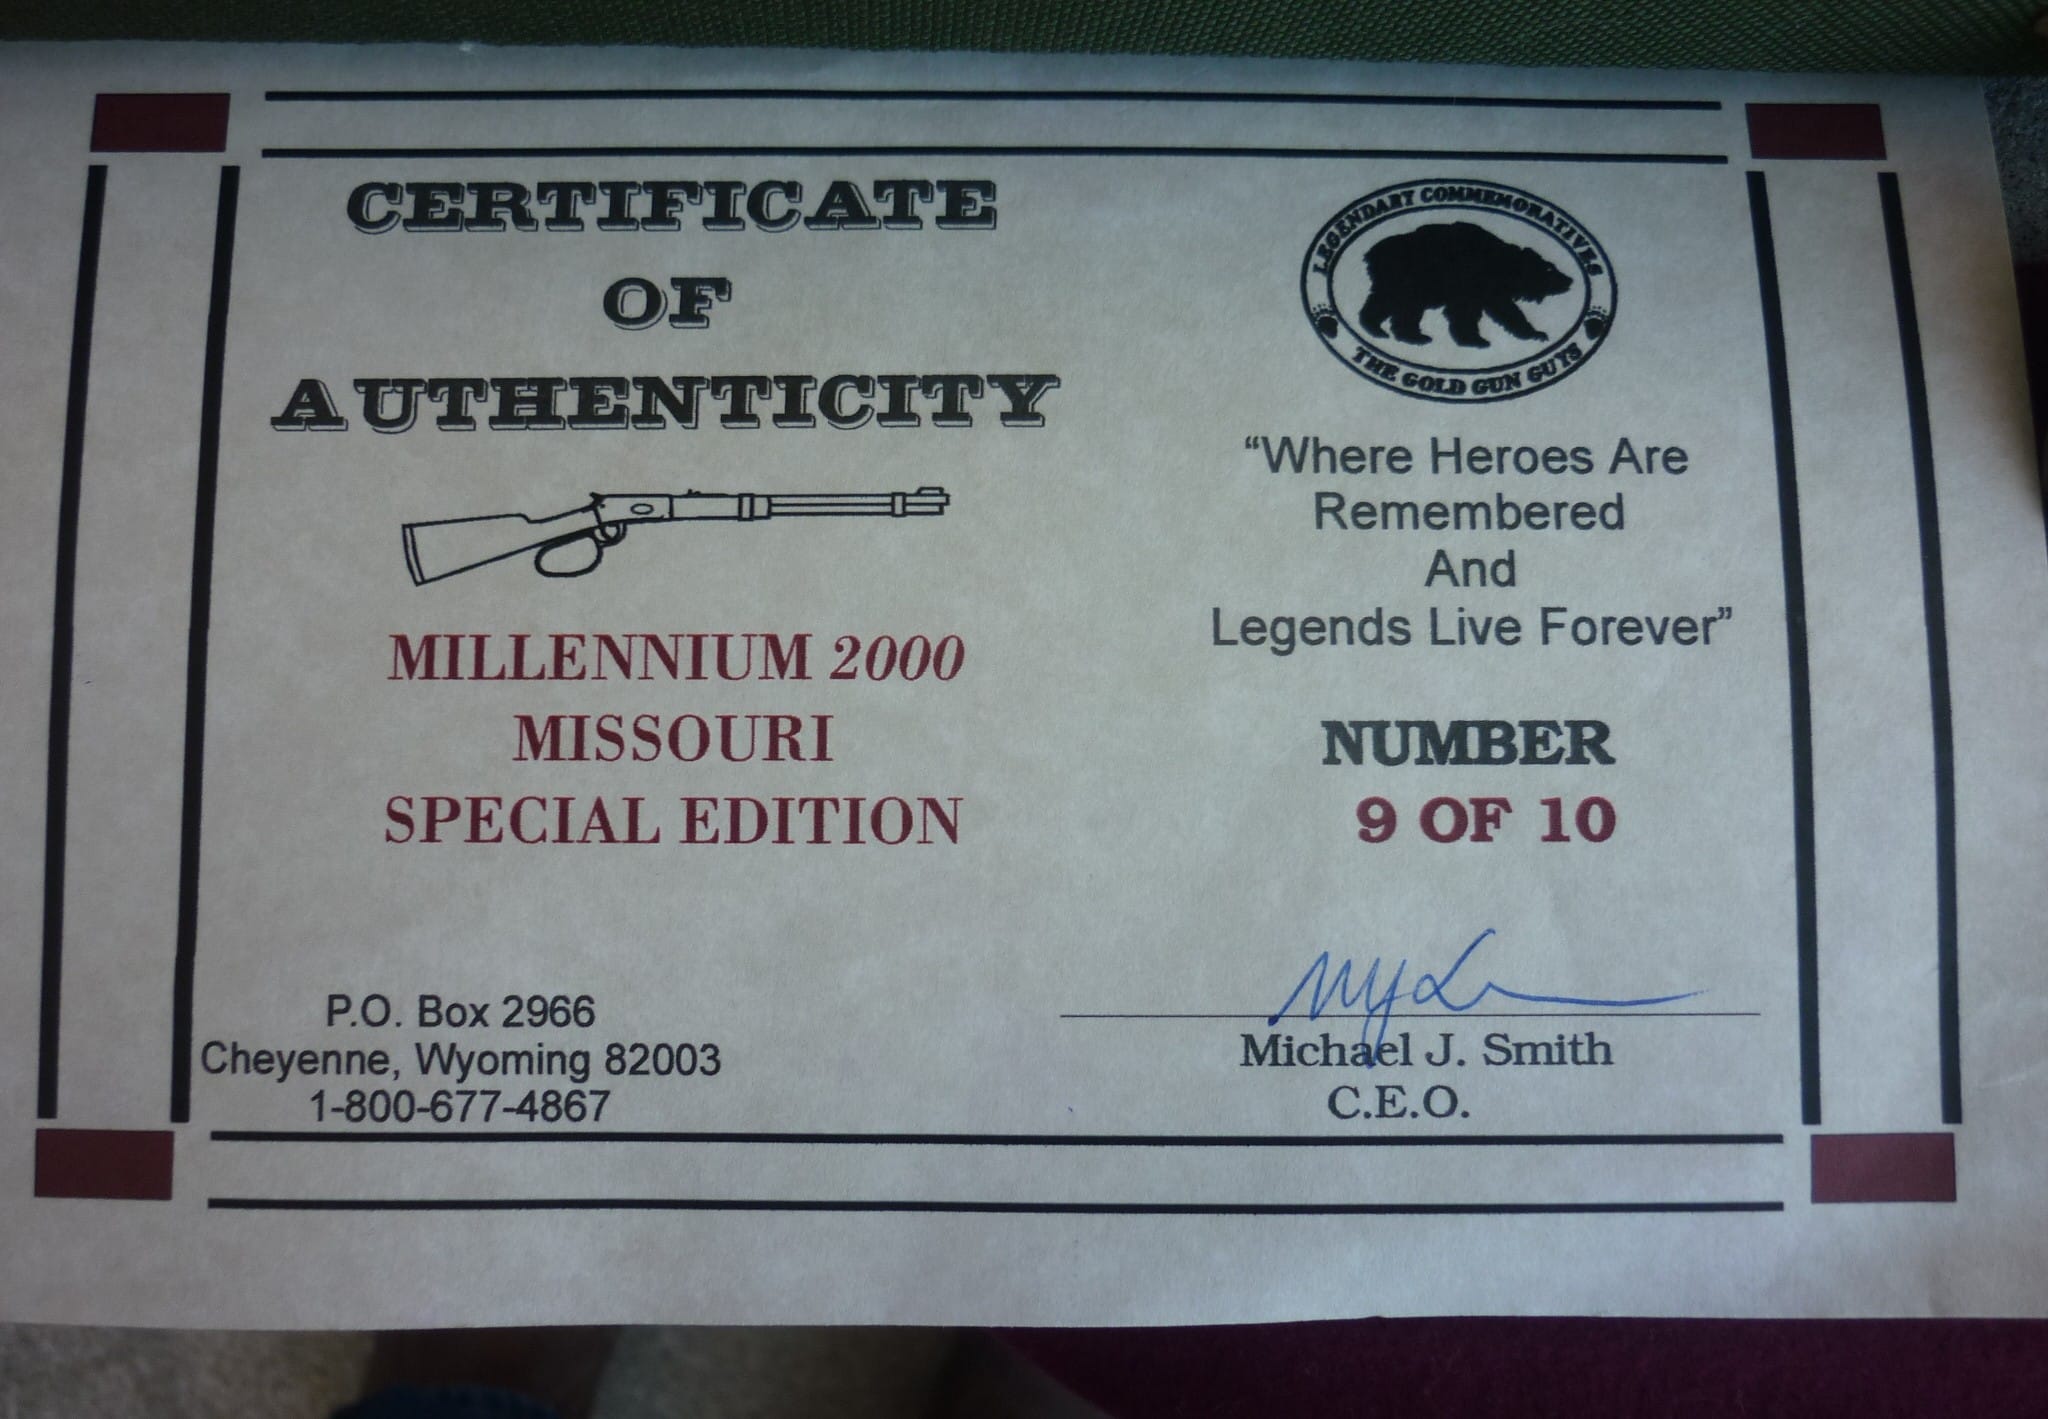 CERTIFICATE
OF
AUTHENTICITY
MILLENNIUM 2000
MISSOURI
SPECIAL EDITION
P.O. Box 2966
Cheyenne, Wyoming 82003
1-800-677-4867
LEGENDARY COMMEMORATIVES
THE GOLD GUN GUYS
“Where Heroes Are
Remembered
And
Legends Live Forever”
NUMBER
9 OF 10
Michael J. Smith
C.E.O.